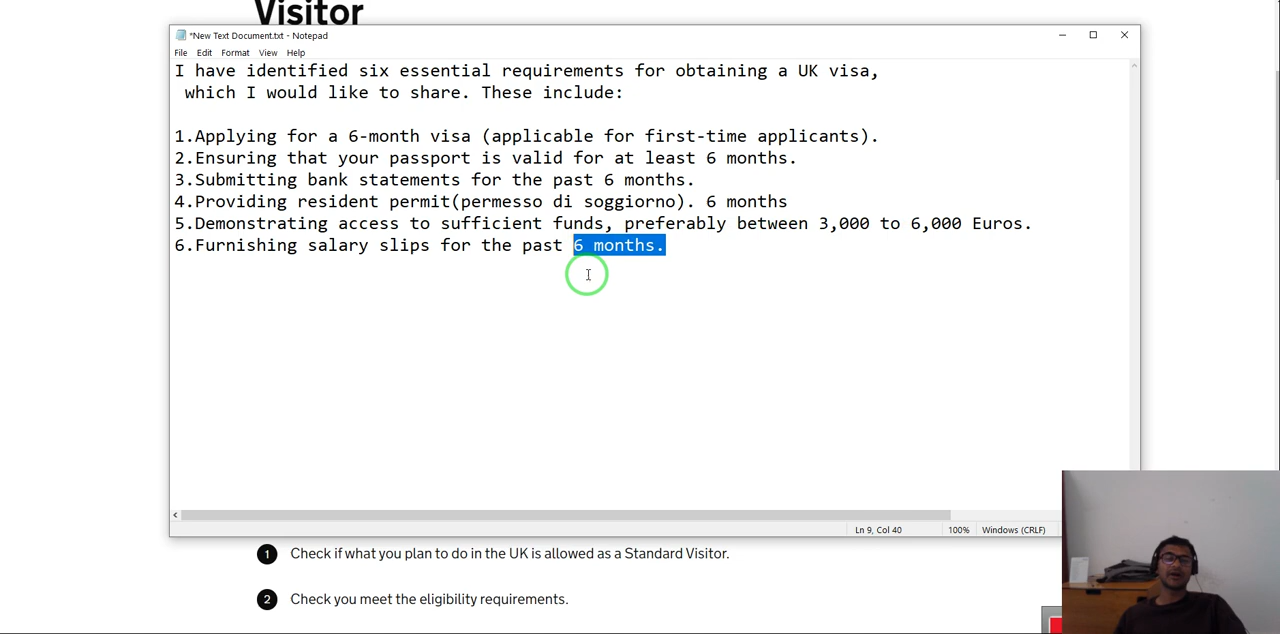 Visitor
*New Text Document.txt - Notepad
File Edit Format View Help
I have identified six essential requirements for obtaining a UK visa,
which I would like to share. These include:
1.Applying for a 6-month visa (applicable for first-time applicants).
2.Ensuring that your passport is valid for at least 6 months.
3.Submitting bank statements for the past 6 months.
4.Providing resident permit(permesso di soggiorno). 6 months
5.Demonstrating access to sufficient funds, preferably between 3,000 to 6,000 Euros.
6.Furnishing salary slips for the past 6 months.
Ln 9, Col 40 100% Windows (CRLF)
1 Check if what you plan to do in the UK is allowed as a Standard Visitor.
2 Check you meet the eligibility requirements.